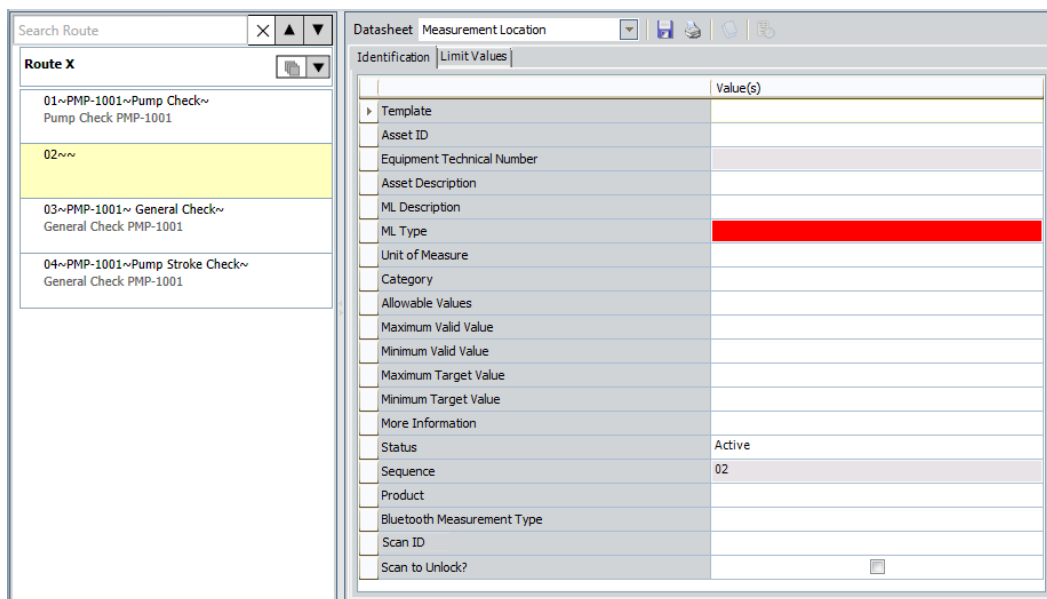 Search Route
Route X
01~PMP-1001~Pump Check~
Pump Check PMP-1001
02~~
03~PMP-1001~ General Check~
General Check PMP-1001
04~PMP-1001~Pump Stroke Check~
General Check PMP-1001
Datasheet Measurement Location
Identification Limit Values
Value(s)
Template
Asset ID
Equipment Technical Number
Asset Description
ML Description
ML Type
Unit of Measure
Category
Allowable Values
Maximum Valid Value
Minimum Valid Value
Maximum Target Value
Minimum Target Value
More Information
Status Active
Sequence 02
Product
Bluetooth Measurement Type
Scan ID
Scan to Unlock?